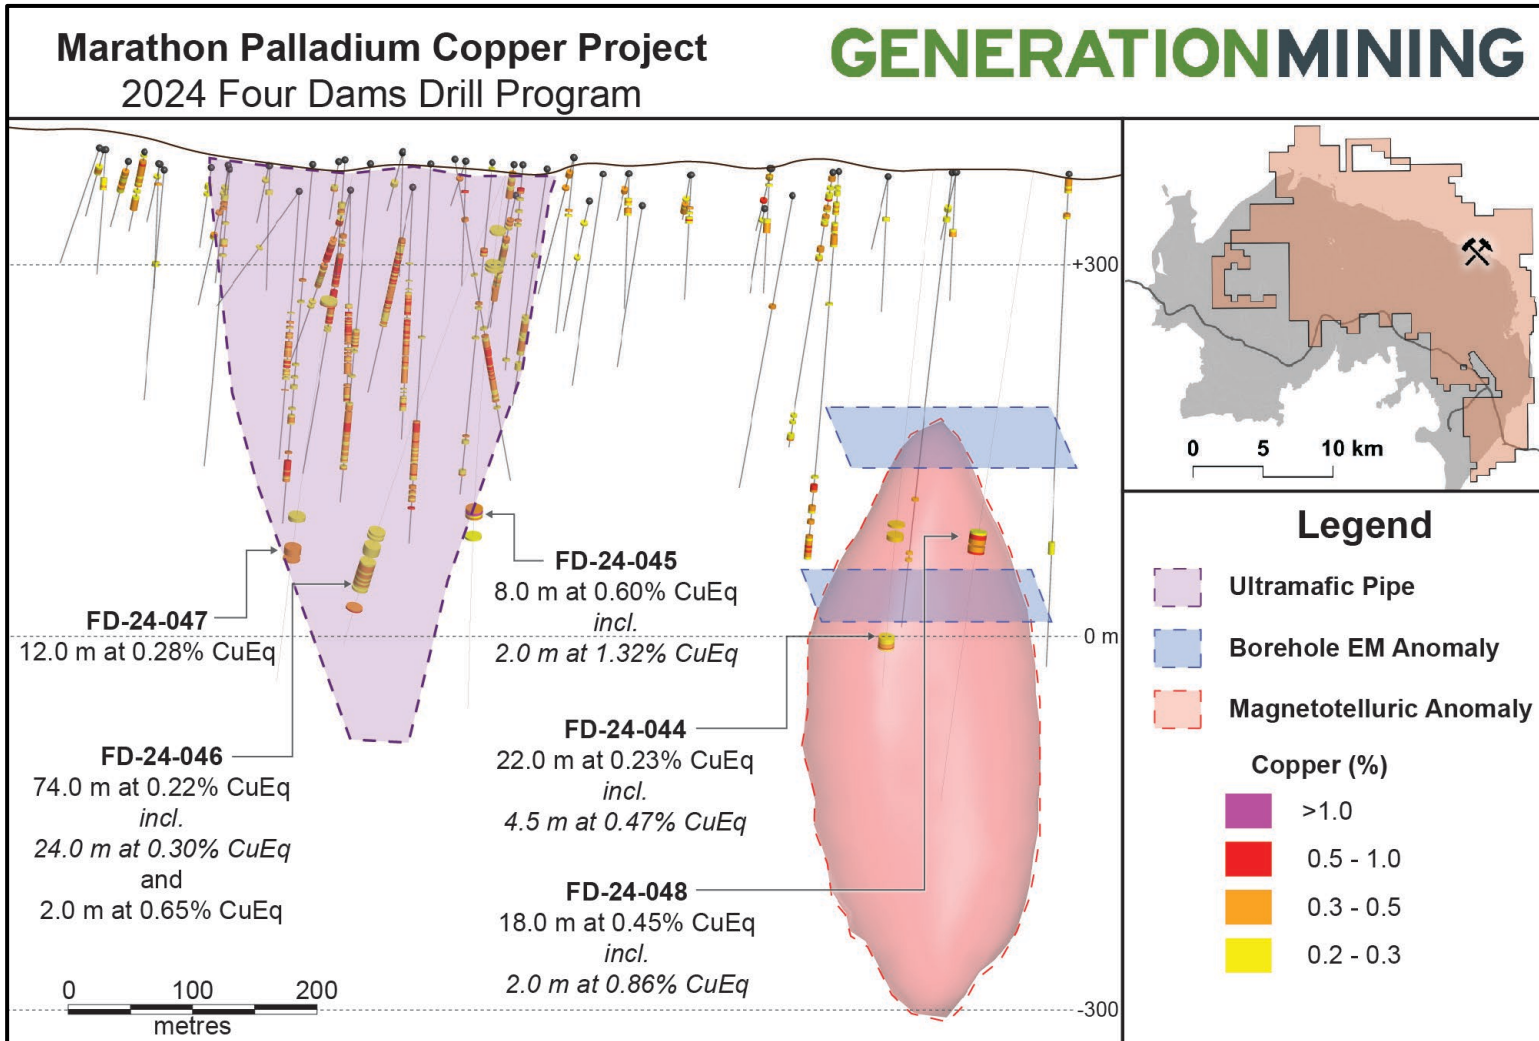 Marathon Palladium Copper Project
2024 Four Dams Drill Program
GENERATIONMINING
+300
0 m
-300
FD-24-047
12.0 m at 0.28% CuEq
FD-24-046
74.0 m at 0.22% CuEq
incl.
24.0 m at 0.30% CuEq
and
2.0 m at 0.65% CuEq
FD-24-045
8.0 m at 0.60% CuEq
incl.
2.0 m at 1.32% CuEq
FD-24-044
22.0 m at 0.23% CuEq
incl.
4.5 m at 0.47% CuEq
FD-24-048
18.0 m at 0.45% CuEq
incl.
2.0 m at 0.86% CuEq
0 100 200
metres
0 5 10 km
Legend
Ultramafic Pipe
Borehole EM Anomaly
Magnetotelluric Anomaly
Copper (%)
>1.0
0.5 - 1.0
0.3 - 0.5
0.2 - 0.3